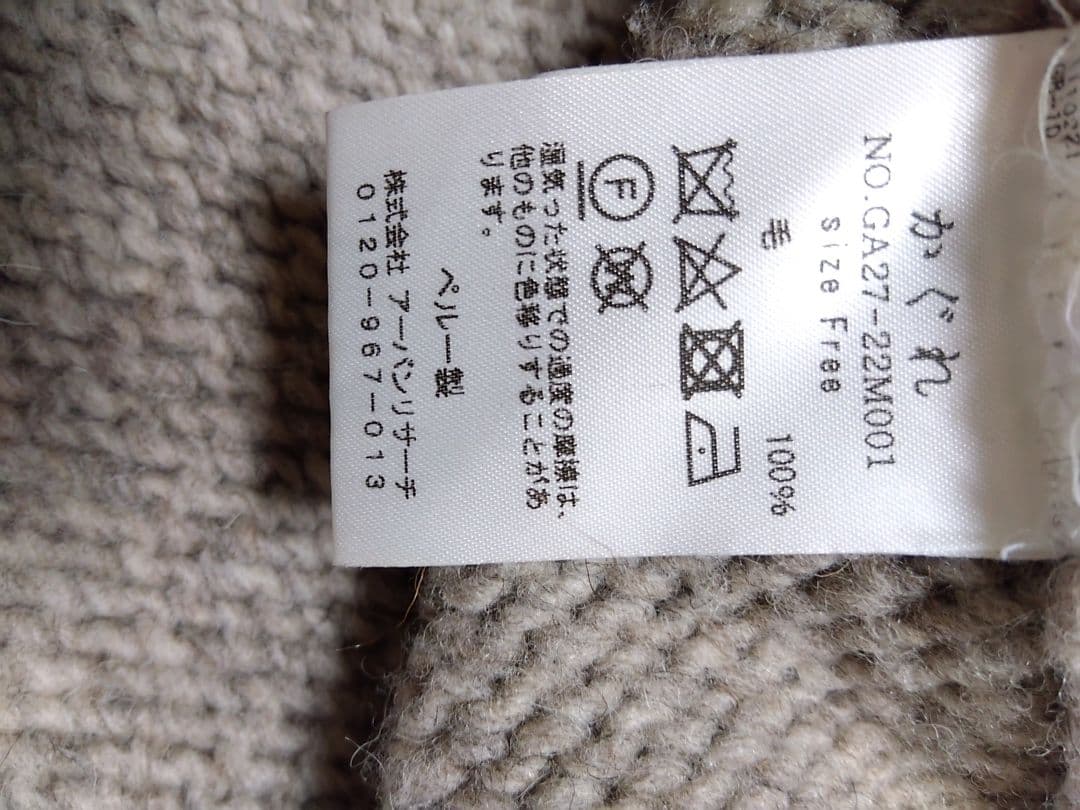 かぐれ
NO.GA27-22M001
size Free
毛 100%
F
湿気った状態での過度の摩擦は、
他のものに色移りすることがあ
ります。
ペルー製
株式会社 アーバンリサーチ
0120-967-013